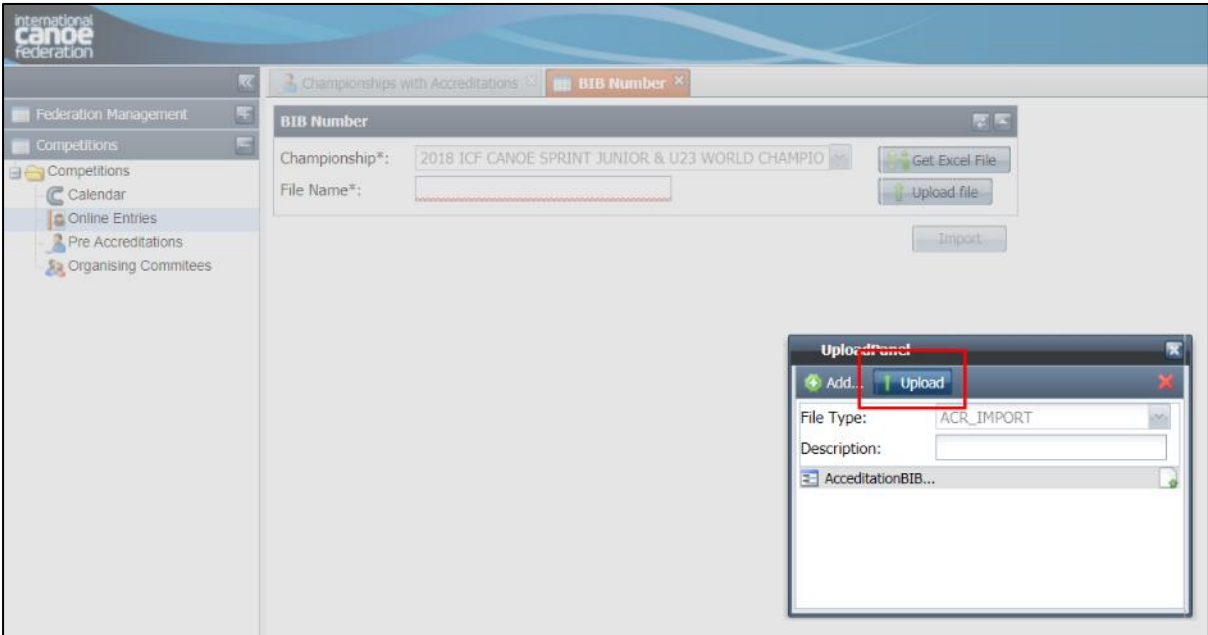 international
canoe
federation
Championships with Accreditations
BIB Number
Federation Management
Competitions
Competitions
Calendar
Online Entries
Pre Accreditations
Organising Commitees
BIB Number
Championship*:
2018 ICF CANOE SPRINT JUNIOR & U23 WORLD CHAMPIO
Get Excel File
File Name*:
Upload file
Import
UploadPanel
Add...
Upload
File Type:
ACR_IMPORT
Description:
AcceditationBIB...